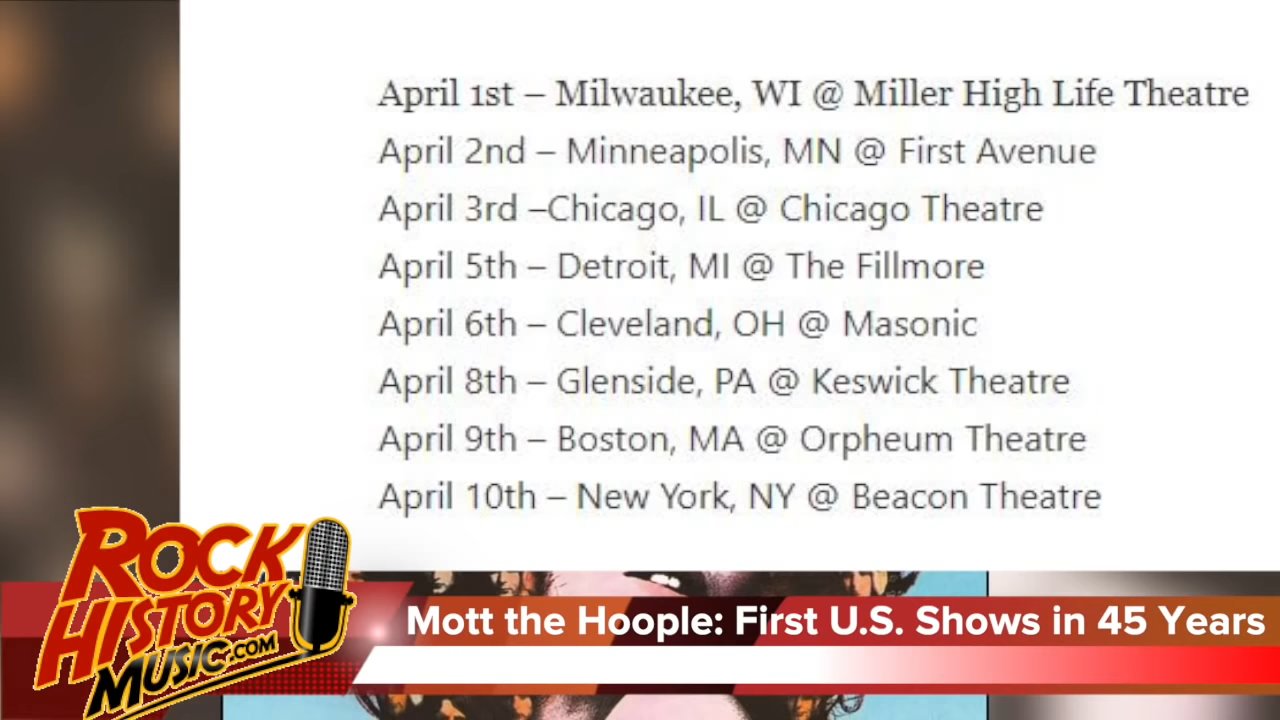 April 1st – Milwaukee, WI @ Miller High Life Theatre
April 2nd – Minneapolis, MN @ First Avenue
April 3rd –Chicago, IL @ Chicago Theatre
April 5th – Detroit, MI @ The Fillmore
April 6th – Cleveland, OH @ Masonic
April 8th – Glenside, PA @ Keswick Theatre
April 9th – Boston, MA @ Orpheum Theatre
April 10th – New York, NY @ Beacon Theatre
ROCK
HISTORY
MUSIC.COM
Mott the Hoople: First U.S. Shows in 45 Years